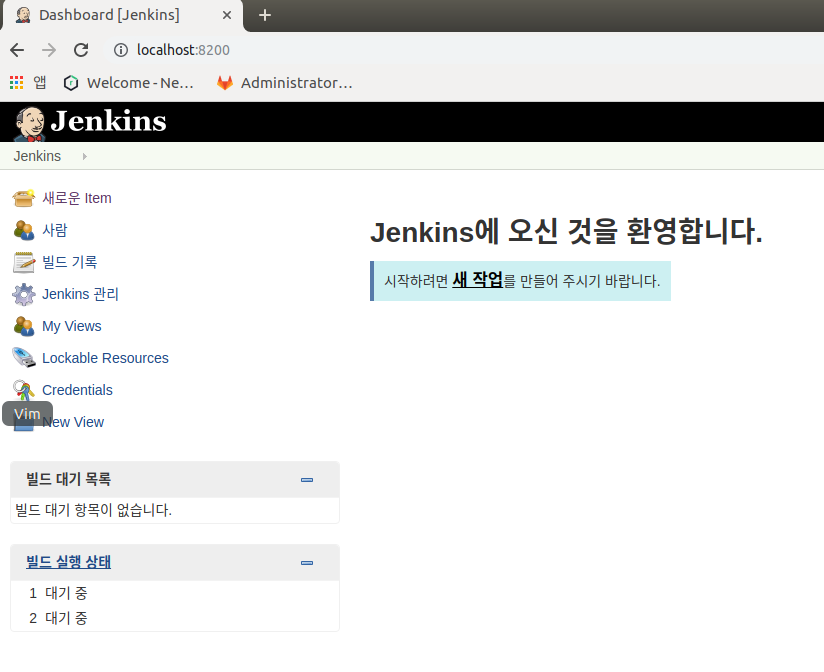 Dashboard [Jenkins]
localhost:8200
앱 Welcome - Ne… Administrator…
Jenkins
Jenkins
새로운 Item
사람
빌드 기록
Jenkins 관리
My Views
Lockable Resources
Credentials
Vim
New View
Jenkins에 오신 것을 환영합니다.
시작하려면 새 작업를 만들어 주시기 바랍니다.
빌드 대기 목록
빌드 대기 항목이 없습니다.
빌드 실행 상태
1 대기 중
2 대기 중